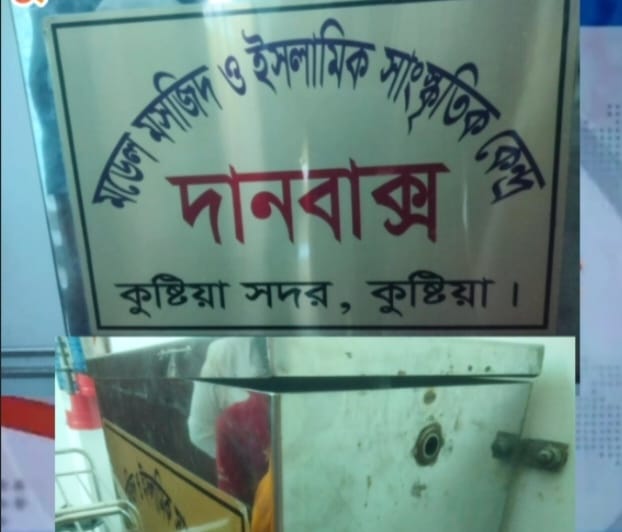 মডেল মসজিদ ও ইসলামিক সাংস্কৃতিক কেন্দ্র
দানবাক্স
কুষ্টিয়া সদর, কুষ্টিয়া।